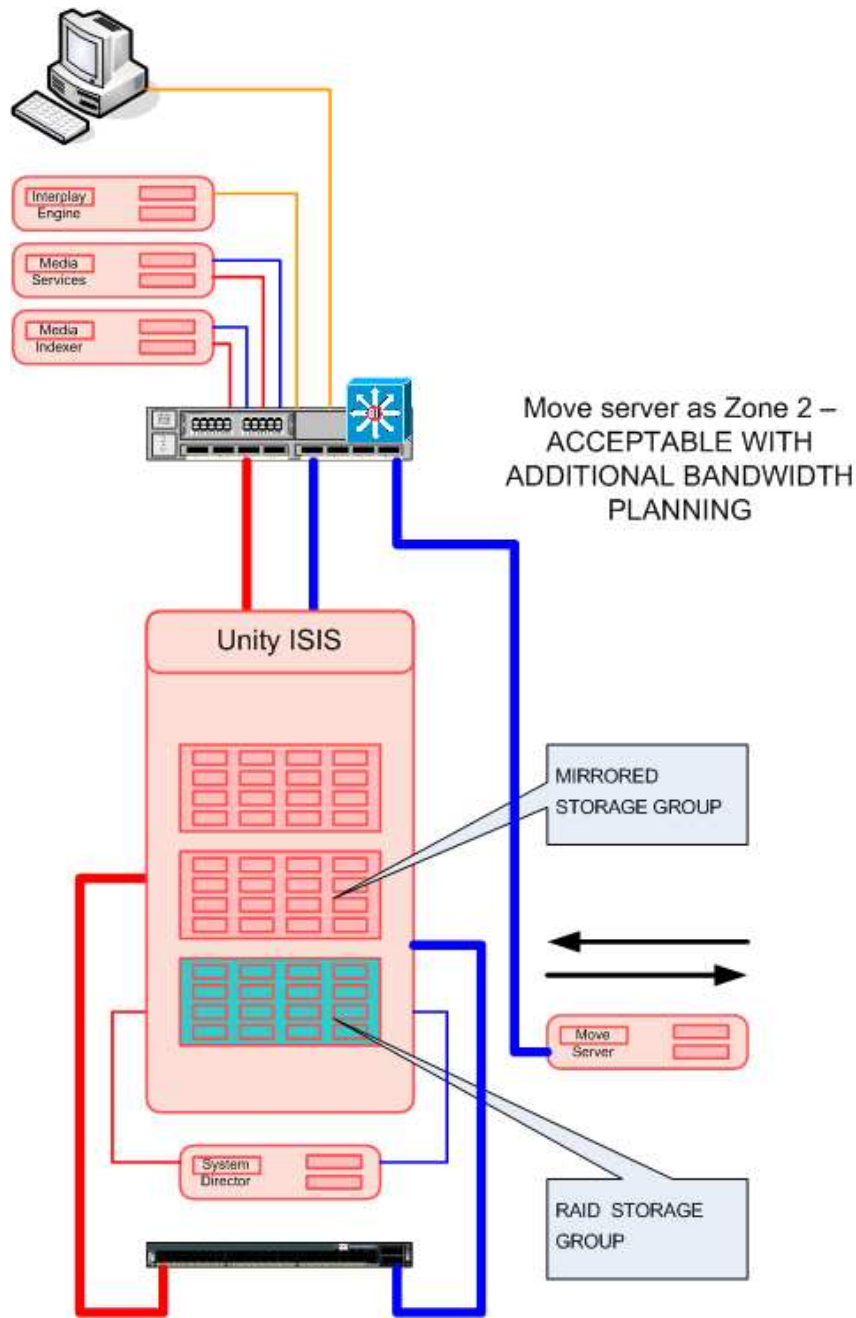 Interplay
Engine
Media
Services
Media
Indexer
Move server as Zone 2 –
ACCEPTABLE WITH
ADDITIONAL BANDWIDTH
PLANNING
Unity ISIS
MIRRORED
STORAGE GROUP
Move
Server
System
Director
RAID STORAGE
GROUP